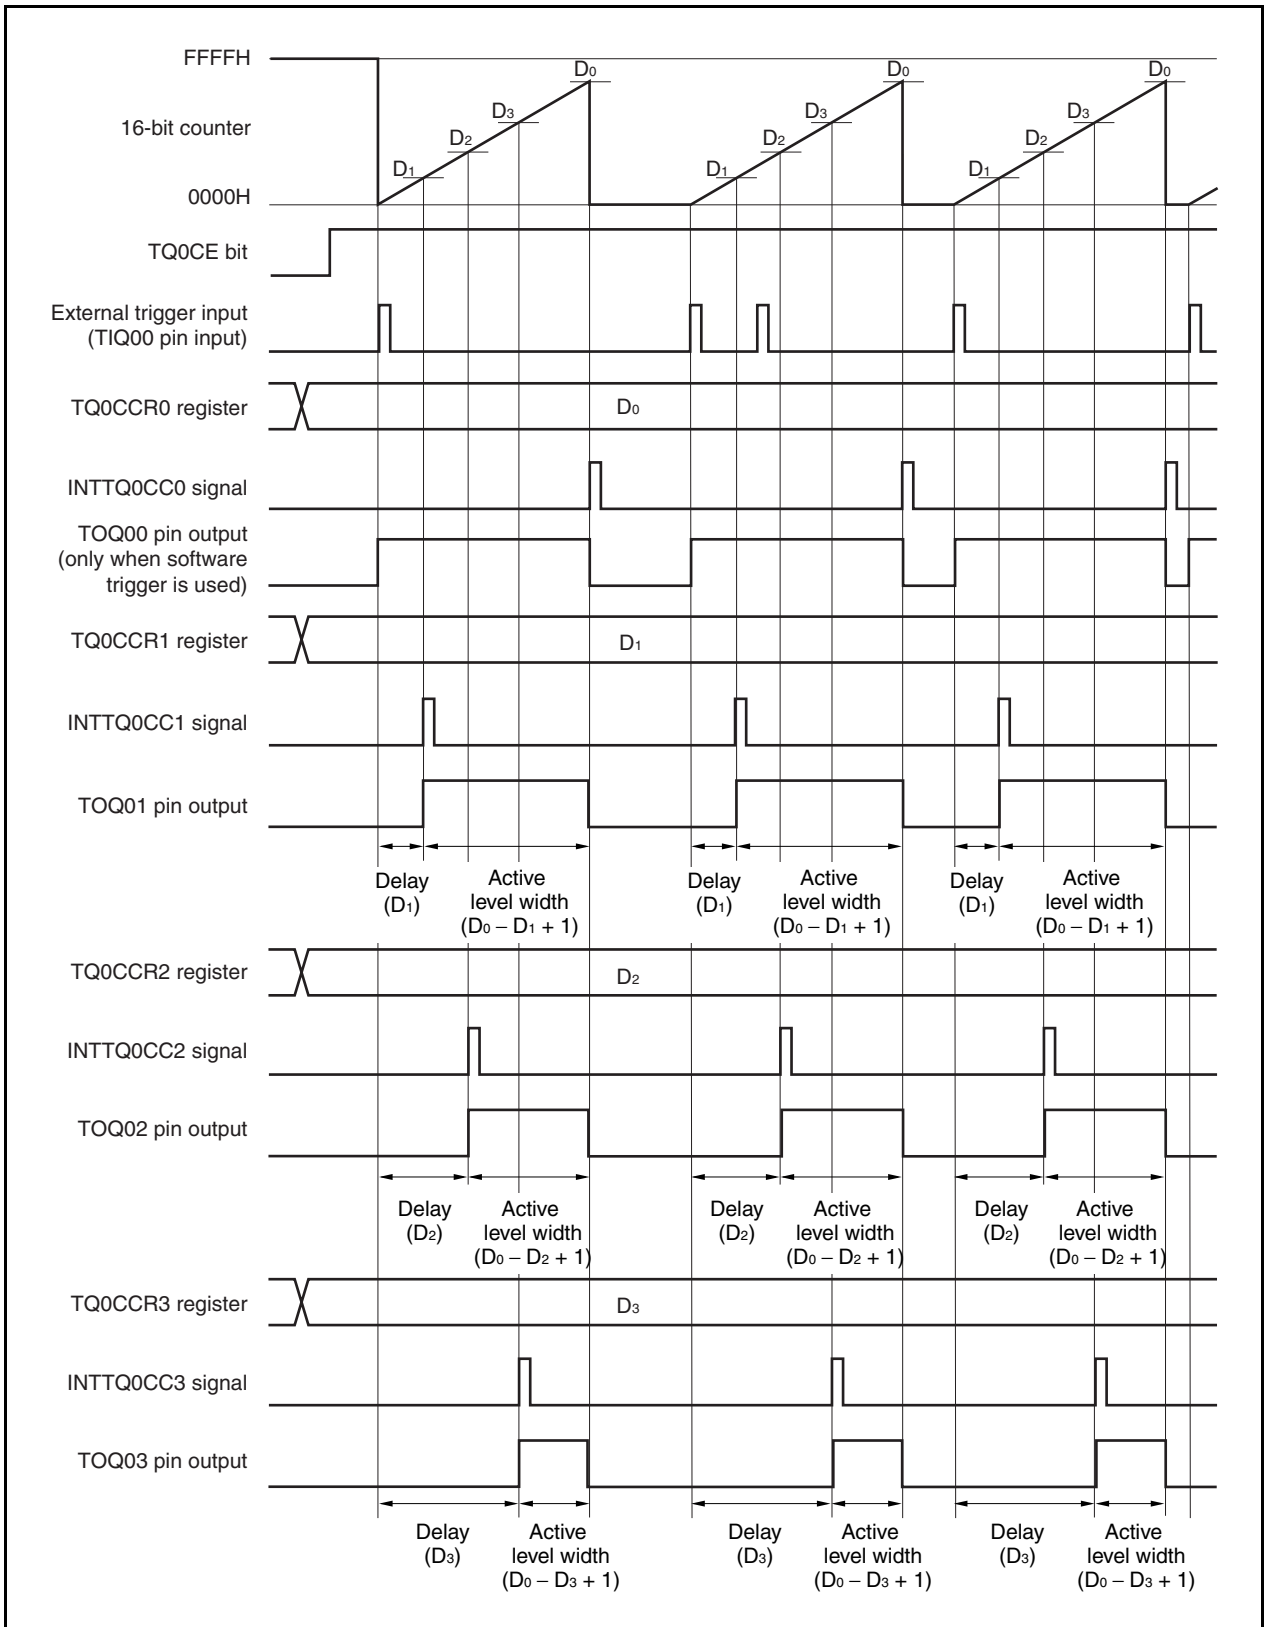 FFFFH
D0 D0 D0
D3 D3 D3
16-bit counter
D2 D2 D2
D1 D1 D1
0000H
TQ0CE bit
External trigger input
(TIQ00 pin input)
TQ0CCR0 register
D0
INTTQ0CC0 signal
TOQ00 pin output
(only when software
trigger is used)
TQ0CCR1 register
D1
INTTQ0CC1 signal
TOQ01 pin output
Delay Active Delay Active Delay Active
(D1) level width (D1) level width (D1) level width
(D0 – D1 + 1) (D0 – D1 + 1) (D0 – D1 + 1)
TQ0CCR2 register
D2
INTTQ0CC2 signal
TOQ02 pin output
Delay Active Delay Active Delay Active
(D2) level width (D2) level width (D2) level width
(D0 – D2 + 1) (D0 – D2 + 1) (D0 – D2 + 1)
TQ0CCR3 register
D3
INTTQ0CC3 signal
TOQ03 pin output
Delay Active Delay Active Delay Active
(D3) level width (D3) level width (D3) level width
(D0 – D3 + 1) (D0 – D3 + 1) (D0 – D3 + 1)